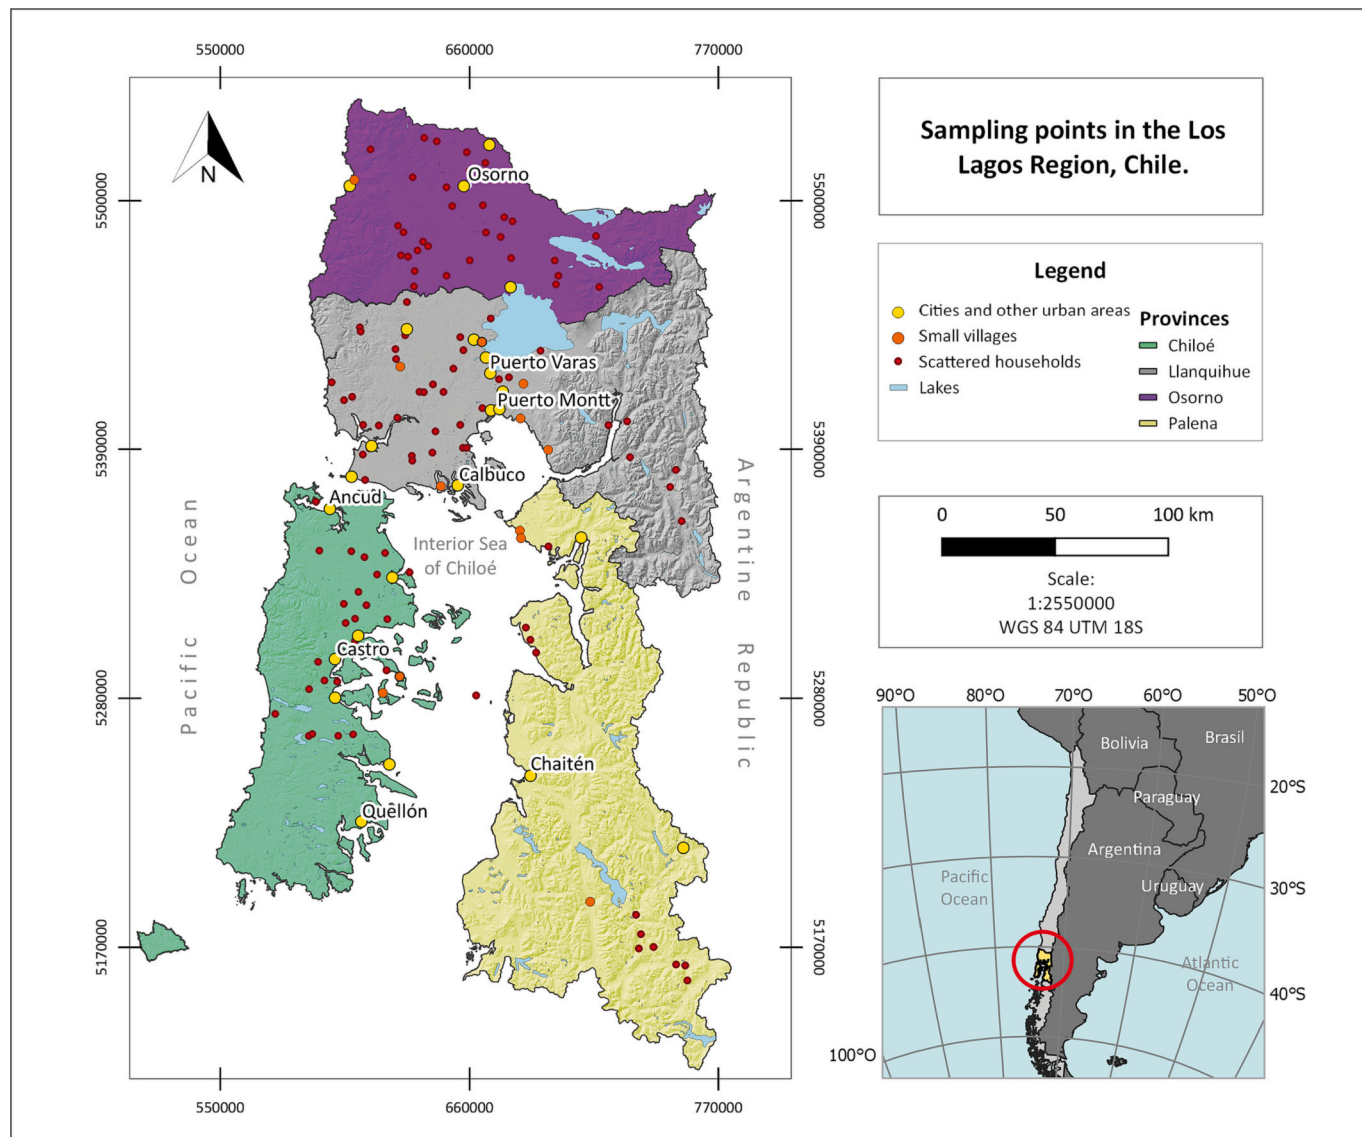 550000
660000
770000
Sampling points in the Los
Lagos Region, Chile.
N
Osorno
5500000
5500000
Legend
Cities and other urban areas
Small villages
Scattered households
Lakes
Provinces
Chiloé
Llanquihue
Osorno
Palena
Puerto Varas
Puerto Montt
5390000
5390000
Calbuco
Ancud
Interior Sea
of Chiloé
Pacific Ocean
Argentine Republic
0
50
100 km
Scale:
1:2550000
WGS 84 UTM 18S
Castro
5280000
5280000
Chaitén
Quellón
5170000
5170000
550000
660000
770000
90°O
80°O
70°O
60°O
50°O
Bolivia
Brasil
20°S
Paraguay
Argentina
Uruguay
30°S
Pacific
Ocean
Atlantic
Ocean
40°S
100°O